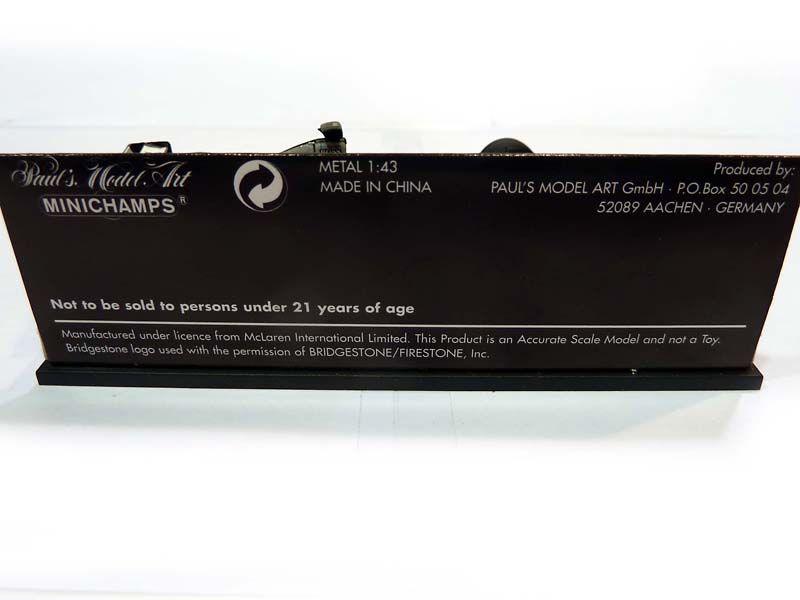 Paul's Model Art
MINICHAMPS®
METAL 1:43
MADE IN CHINA
Produced by:
PAUL'S MODEL ART GmbH · P.O.Box 50 05 04
52089 AACHEN · GERMANY
Not to be sold to persons under 21 years of age
Manufactured under licence from McLaren International Limited. This Product is an Accurate Scale Model and not a Toy.
Bridgestone logo used with the permission of BRIDGESTONE/FIRESTONE, Inc.